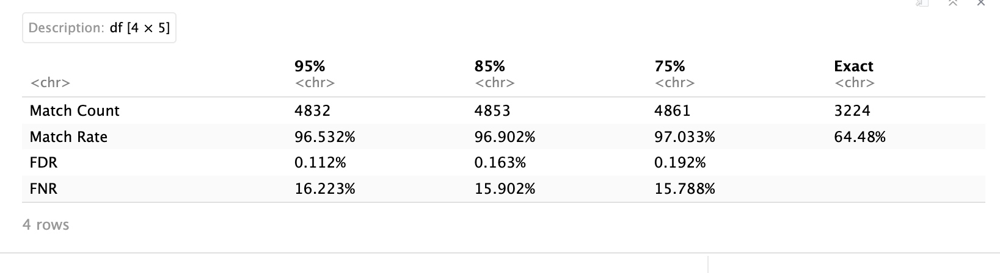 Description: df [4 × 5]
95% 85% 75% Exact
<chr> <chr> <chr> <chr> <chr>
Match Count 4832 4853 4861 3224
Match Rate 96.532% 96.902% 97.033% 64.48%
FDR 0.112% 0.163% 0.192%
FNR 16.223% 15.902% 15.788%
4 rows